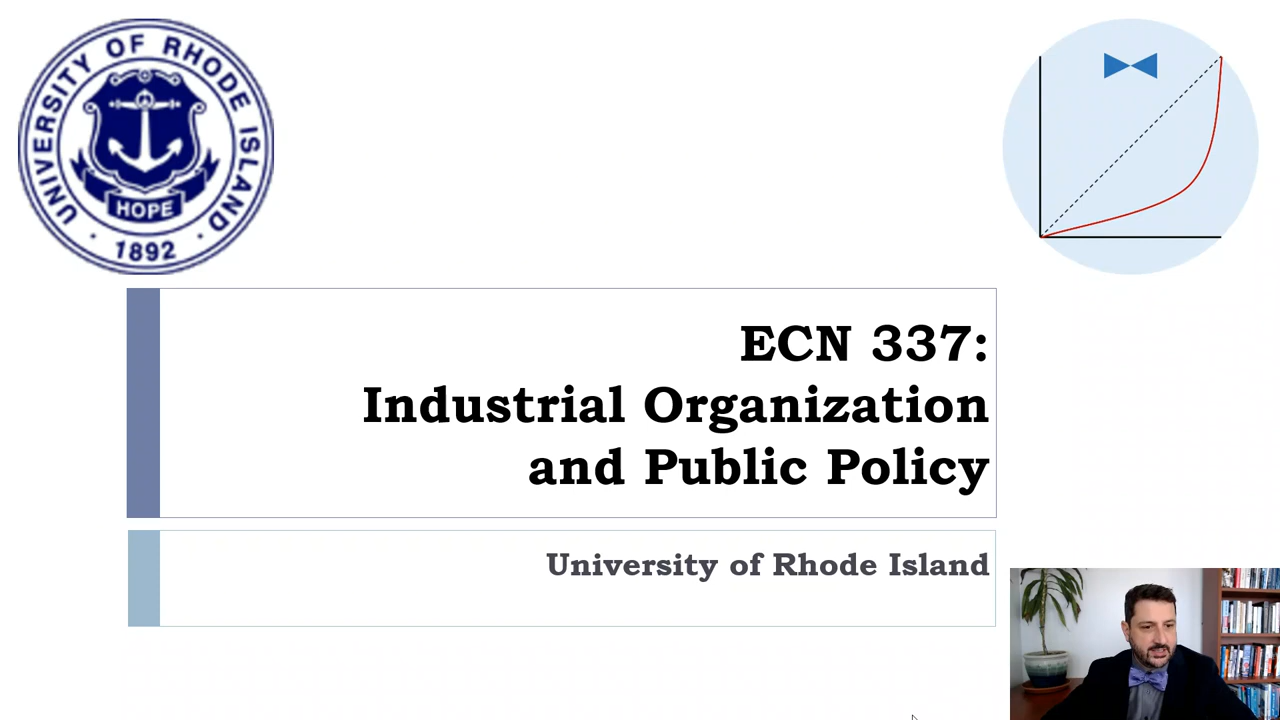 UNIVERSITY OF RHODE ISLAND
HOPE
· 1892 ·
ECN 337:
Industrial Organization
and Public Policy
University of Rhode Island